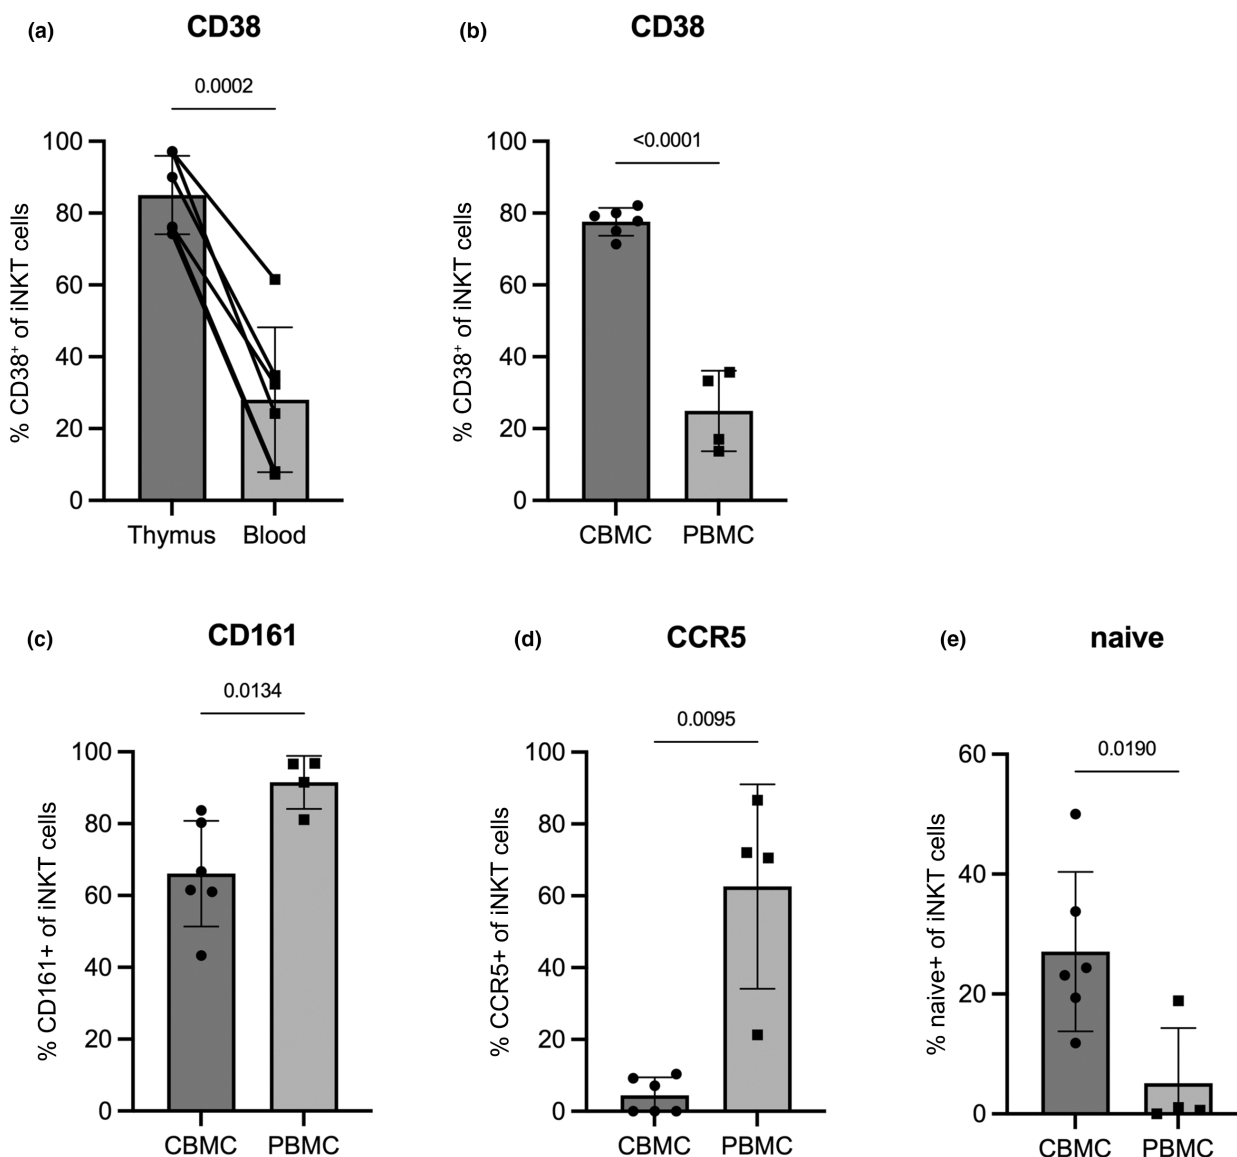 (a)
CD38
0.0002
% CD38⁺ of iNKT cells
100
80
60
40
20
0
Thymus Blood
(b)
CD38
<0.0001
% CD38⁺ of iNKT cells
100
80
60
40
20
0
CBMC PBMC
(c)
CD161
0.0134
% CD161+ of iNKT cells
100
80
60
40
20
0
CBMC PBMC
(d)
CCR5
0.0095
% CCR5+ of iNKT cells
100
80
60
40
20
0
CBMC PBMC
(e)
naive
0.0190
% naive+ of iNKT cells
60
40
20
0
CBMC PBMC